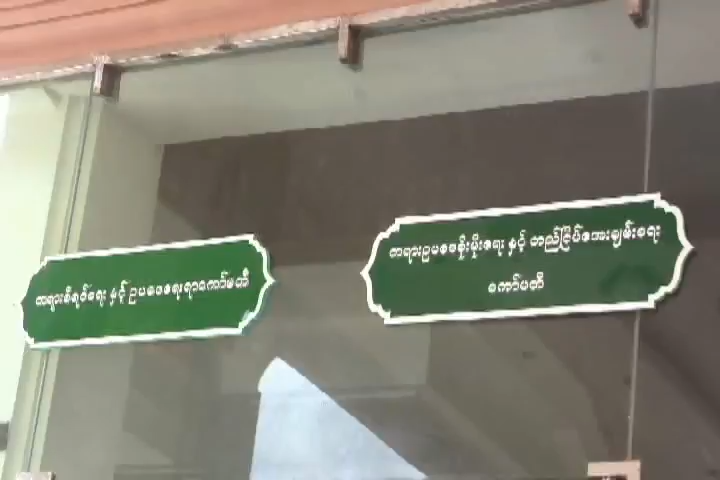 တရားစီရင်ရေး နှင့် ဥပဒေရေးရာကော်မတီ
တရားဥပဒေစိုးမိုးရေး နှင့် တည်ငြိမ်အေးချမ်းရေး
ကော်မတီ